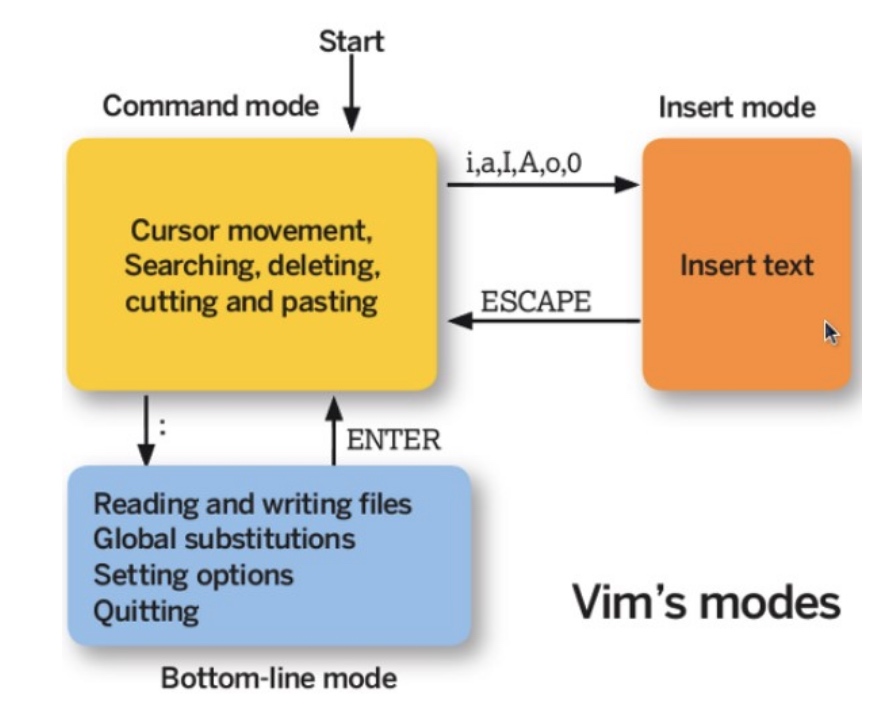 Start
Command mode
Insert mode
i,a,I,A,o,0
Cursor movement,
Searching, deleting,
cutting and pasting
Insert text
ESCAPE
:
ENTER
Reading and writing files
Global substitutions
Setting options
Quitting
Vim's modes
Bottom-line mode